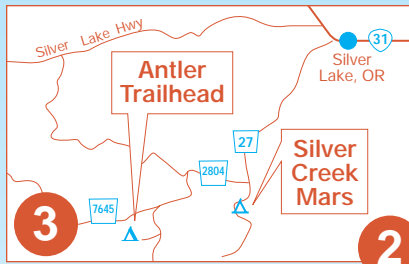 Silver Lake Hwy
31
Silver
Lake, OR
Antler
Trailhead
27
Silver
Creek
Mars
2804
7645
3
2